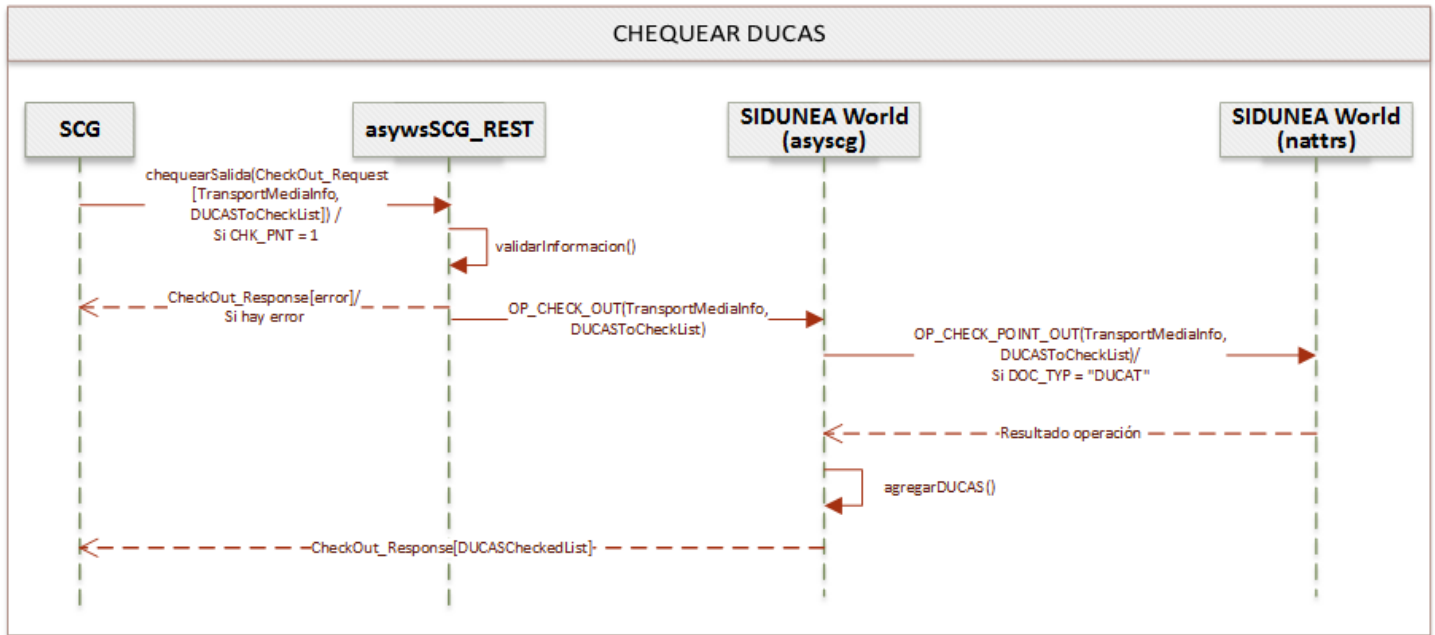 CHEQUEAR DUCAS
SCG
asywsSCG_REST
SIDUNEA World
(asyscg)
SIDUNEA World
(nattrs)
chequearSalida(CheckOut_Request
[TransportMediaInfo,
DUCASToCheckList]) /
Si CHK_PNT = 1
validarInformacion()
CheckOut_Response[error]/
Si hay error
OP_CHECK_OUT(TransportMediaInfo,
DUCASToCheckList)
OP_CHECK_POINT_OUT(TransportMediaInfo,
DUCASToCheckList)/
Si DOC_TYP = "DUCAT"
Resultado operación
agregarDUCAS()
CheckOut_Response[DUCASCheckedList]